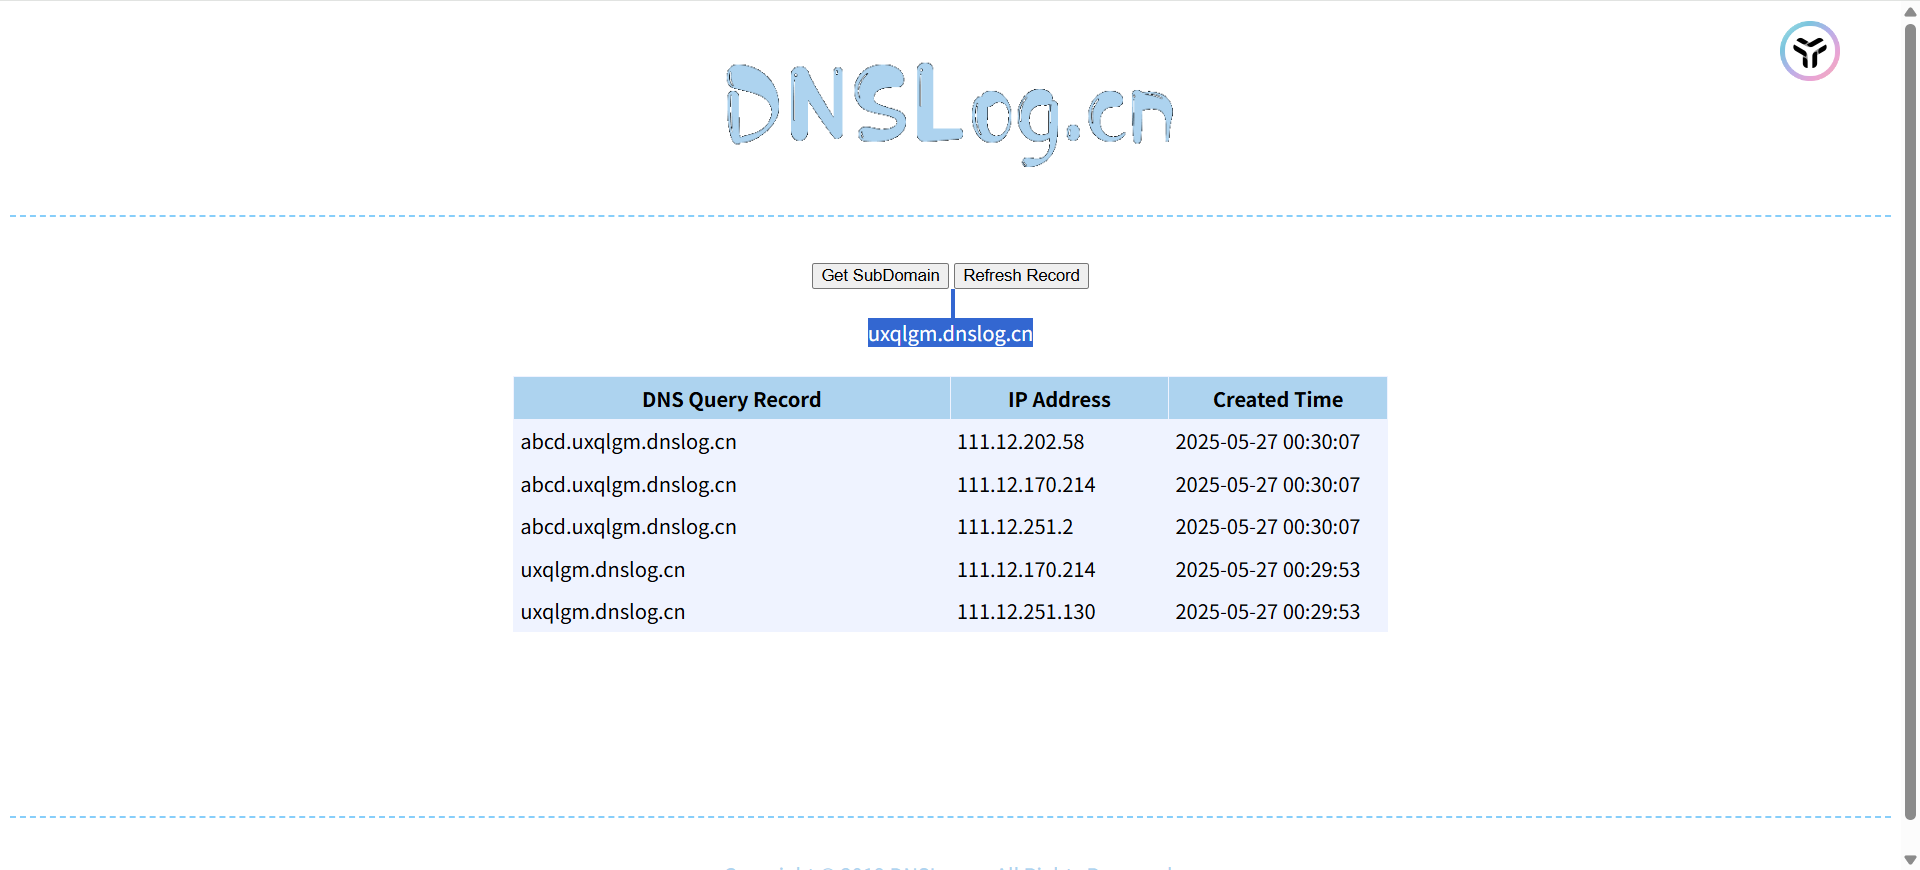 DNSLog.cn
Get SubDomain Refresh Record
uxqlgm.dnslog.cn
DNS Query Record IP Address Created Time
abcd.uxqlgm.dnslog.cn 111.12.202.58 2025-05-27 00:30:07
abcd.uxqlgm.dnslog.cn 111.12.170.214 2025-05-27 00:30:07
abcd.uxqlgm.dnslog.cn 111.12.251.2 2025-05-27 00:30:07
uxqlgm.dnslog.cn 111.12.170.214 2025-05-27 00:29:53
uxqlgm.dnslog.cn 111.12.251.130 2025-05-27 00:29:53